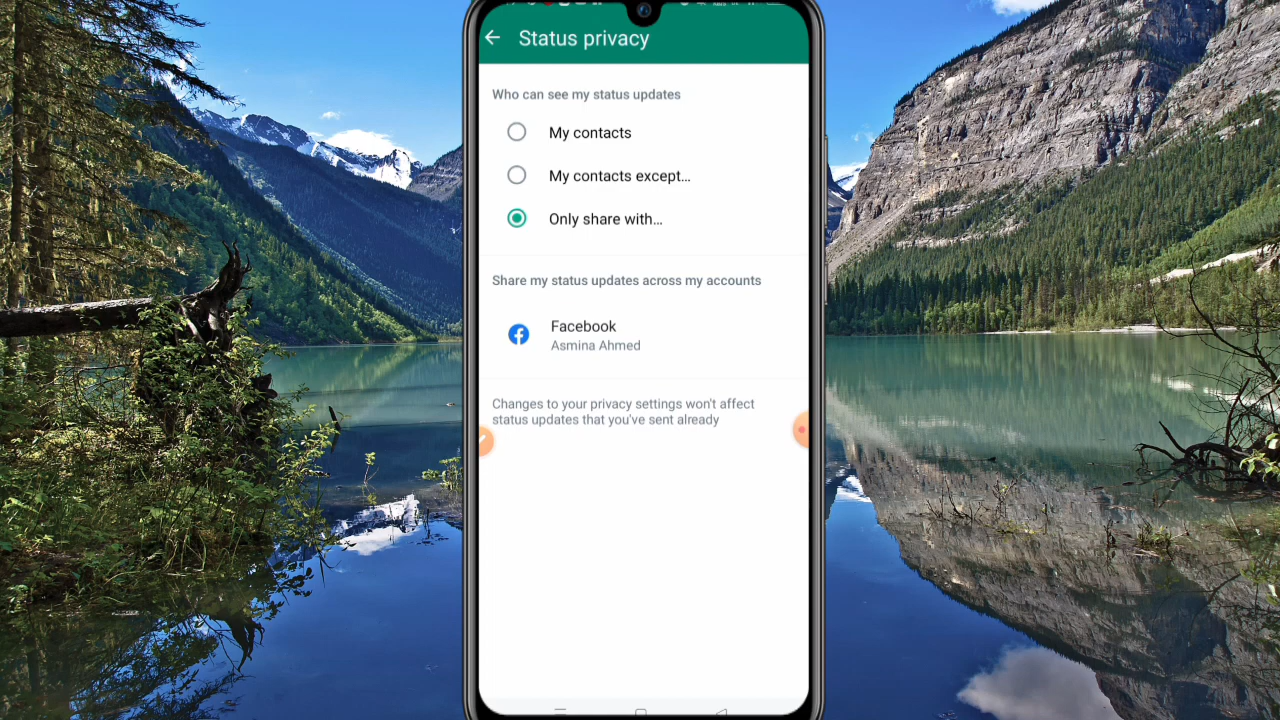 Status privacy
Who can see my status updates
My contacts
My contacts except...
Only share with...
Share my status updates across my accounts
Facebook
Asmina Ahmed
Changes to your privacy settings won't affect
status updates that you've sent already